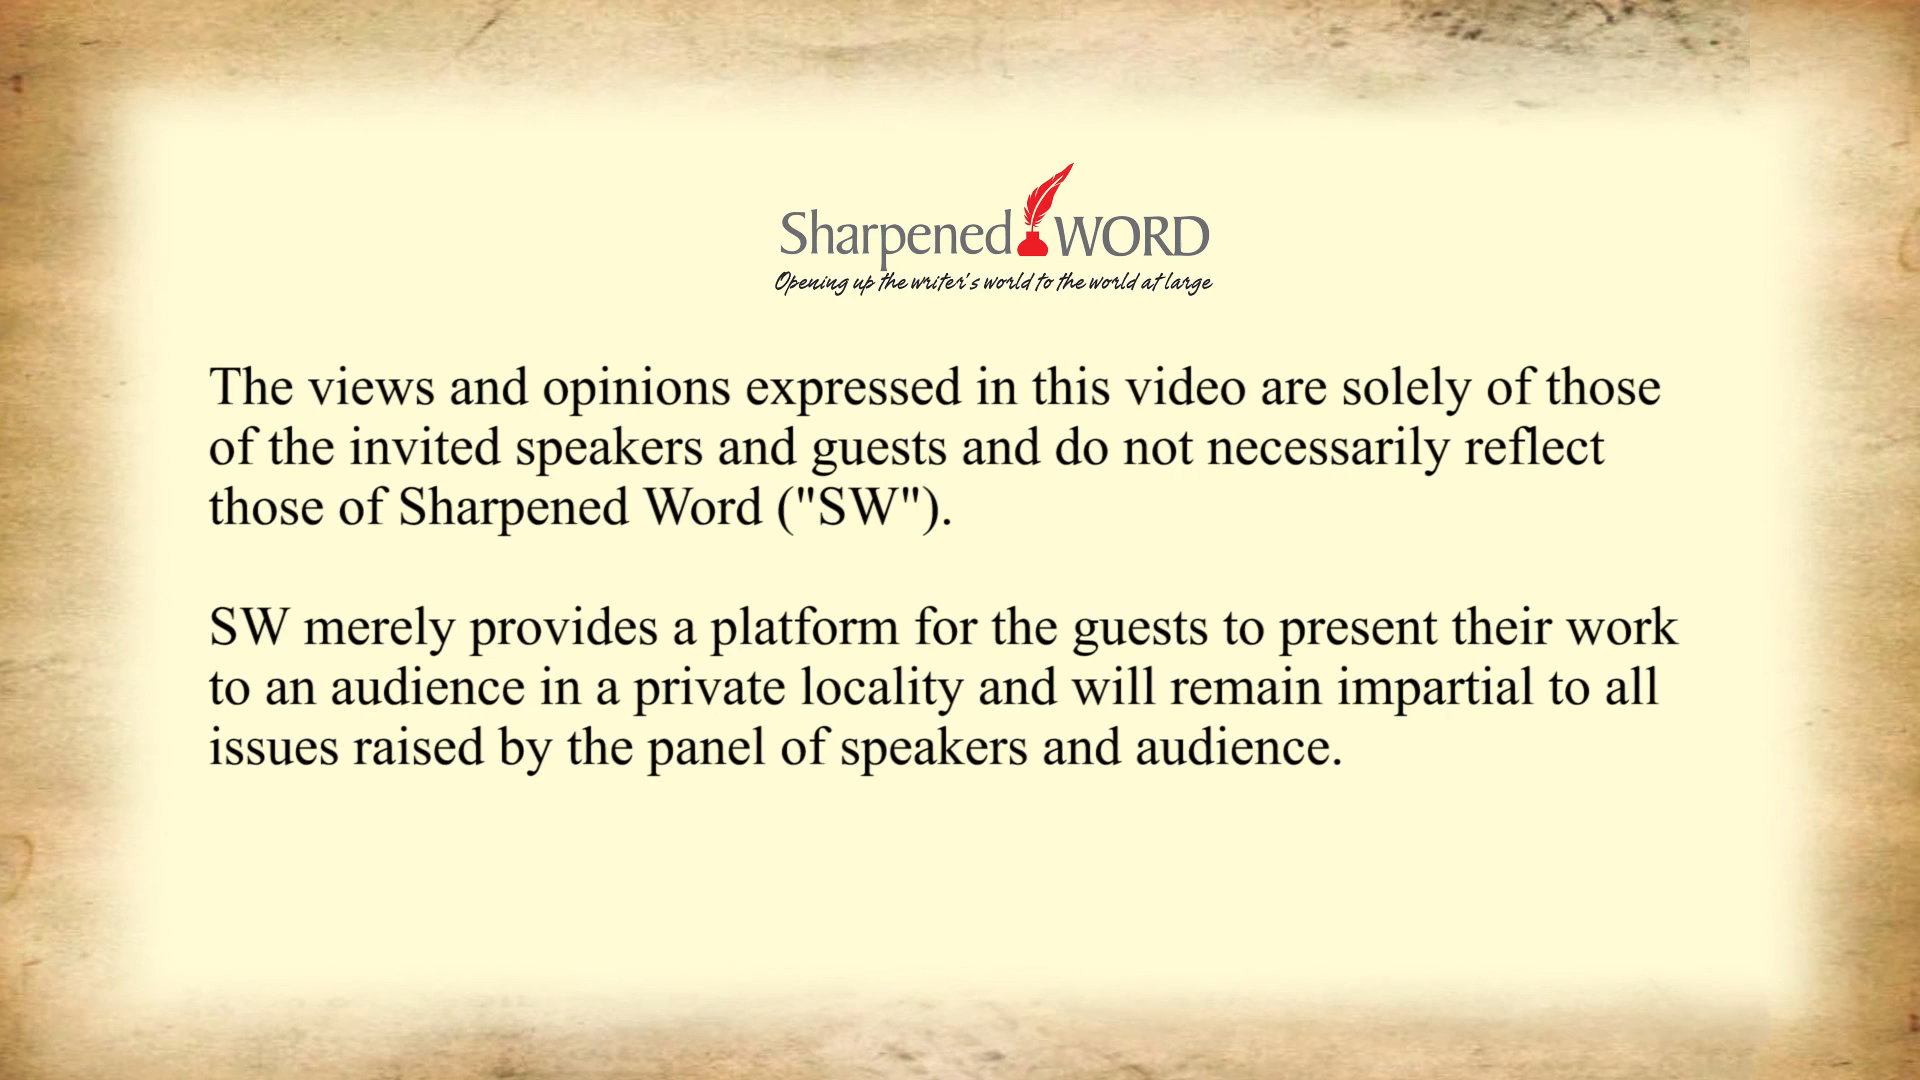 Sharpened WORD
Opening up the writer's world to the world at large
The views and opinions expressed in this video are solely of those
of the invited speakers and guests and do not necessarily reflect
those of Sharpened Word ("SW").
SW merely provides a platform for the guests to present their work
to an audience in a private locality and will remain impartial to all
issues raised by the panel of speakers and audience.